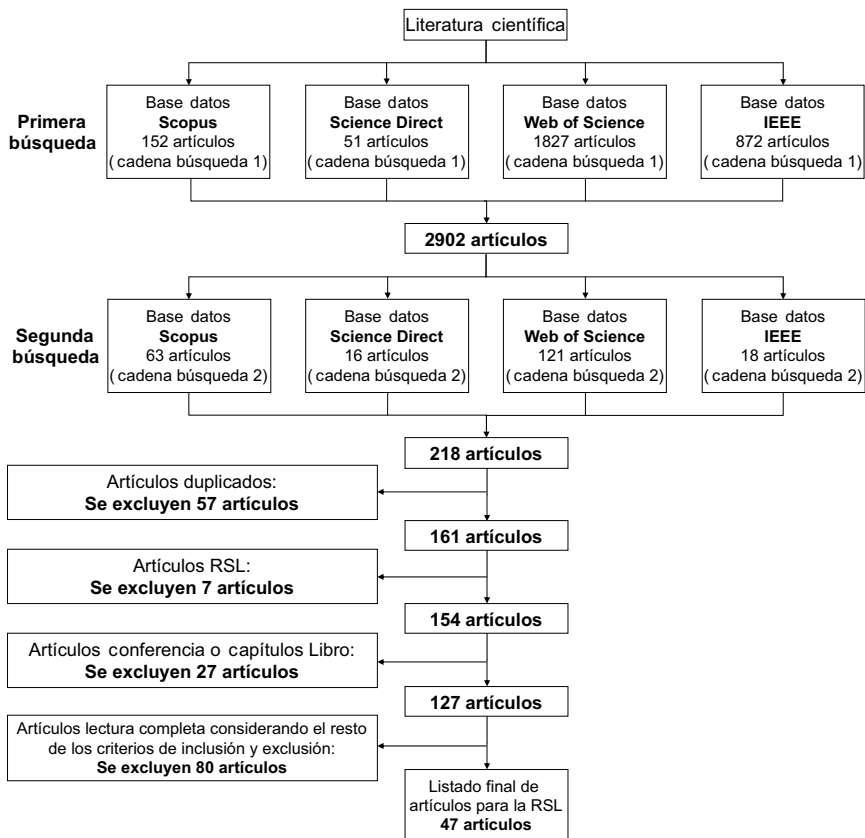 Literatura científica
Primera
búsqueda
Base datos
Scopus
152 artículos
( cadena búsqueda 1)
Base datos
Science Direct
51 artículos
( cadena búsqueda 1)
Base datos
Web of Science
1827 artículos
( cadena búsqueda 1)
Base datos
IEEE
872 artículos
( cadena búsqueda 1)
2902 artículos
Segunda
búsqueda
Base datos
Scopus
63 artículos
( cadena búsqueda 2)
Base datos
Science Direct
16 artículos
( cadena búsqueda 2)
Base datos
Web of Science
121 artículos
( cadena búsqueda 2)
Base datos
IEEE
18 artículos
( cadena búsqueda 2)
218 artículos
Artículos duplicados:
Se excluyen 57 artículos
161 artículos
Artículos RSL:
Se excluyen 7 artículos
154 artículos
Artículos conferencia o capítulos Libro:
Se excluyen 27 artículos
127 artículos
Artículos lectura completa considerando el resto
de los criterios de inclusión y exclusión:
Se excluyen 80 artículos
Listado final de
artículos para la RSL
47 artículos